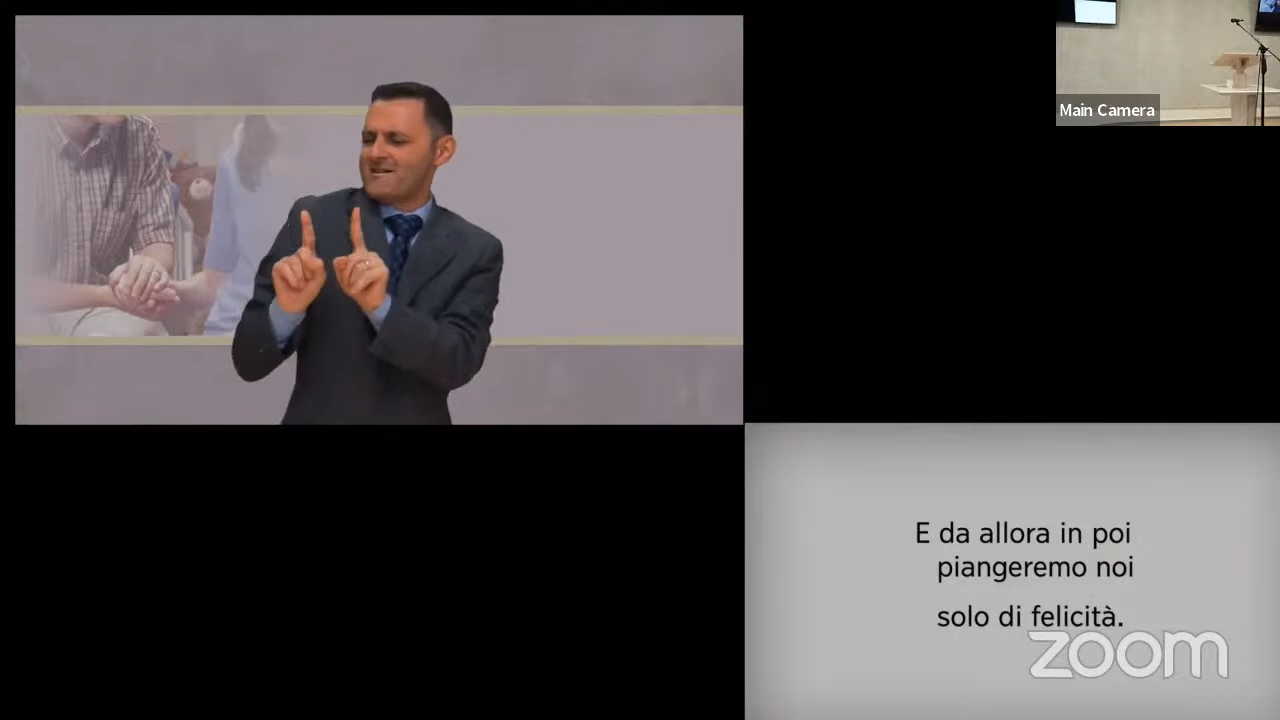 Main Camera
E da allora in poi
piangeremo noi
solo di felicità.
zoom